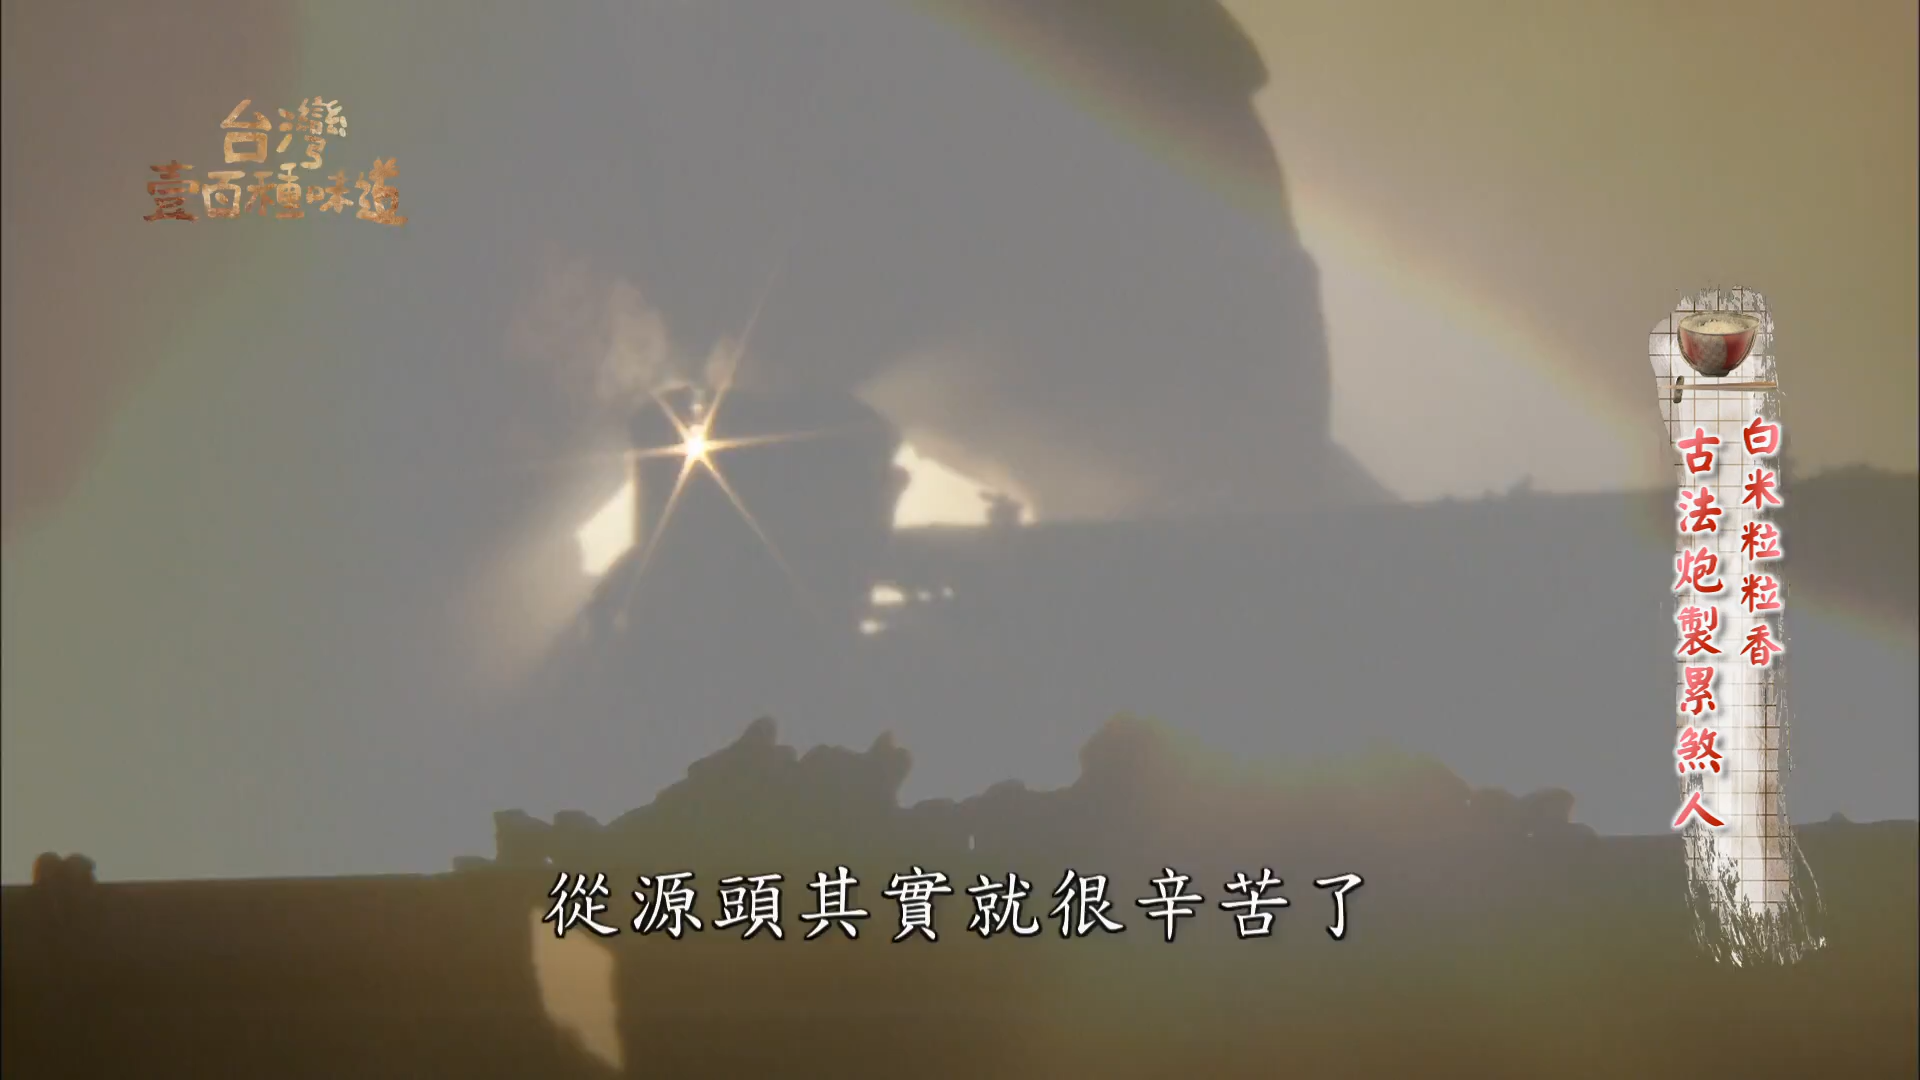 台灣
壹百種味道
白米粒粒香
古法炮製累煞人
從源頭其實就很辛苦了